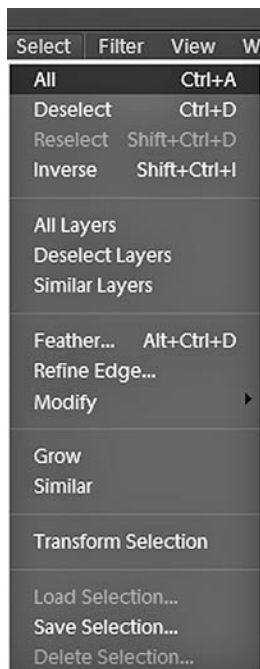 Select Filter View W
All Ctrl+A
Deselect Ctrl+D
Reselect Shift+Ctrl+D
Inverse Shift+Ctrl+I
All Layers
Deselect Layers
Similar Layers
Feather... Alt+Ctrl+D
Refine Edge...
Modify
Grow
Similar
Transform Selection
Load Selection...
Save Selection...
Delete Selection...